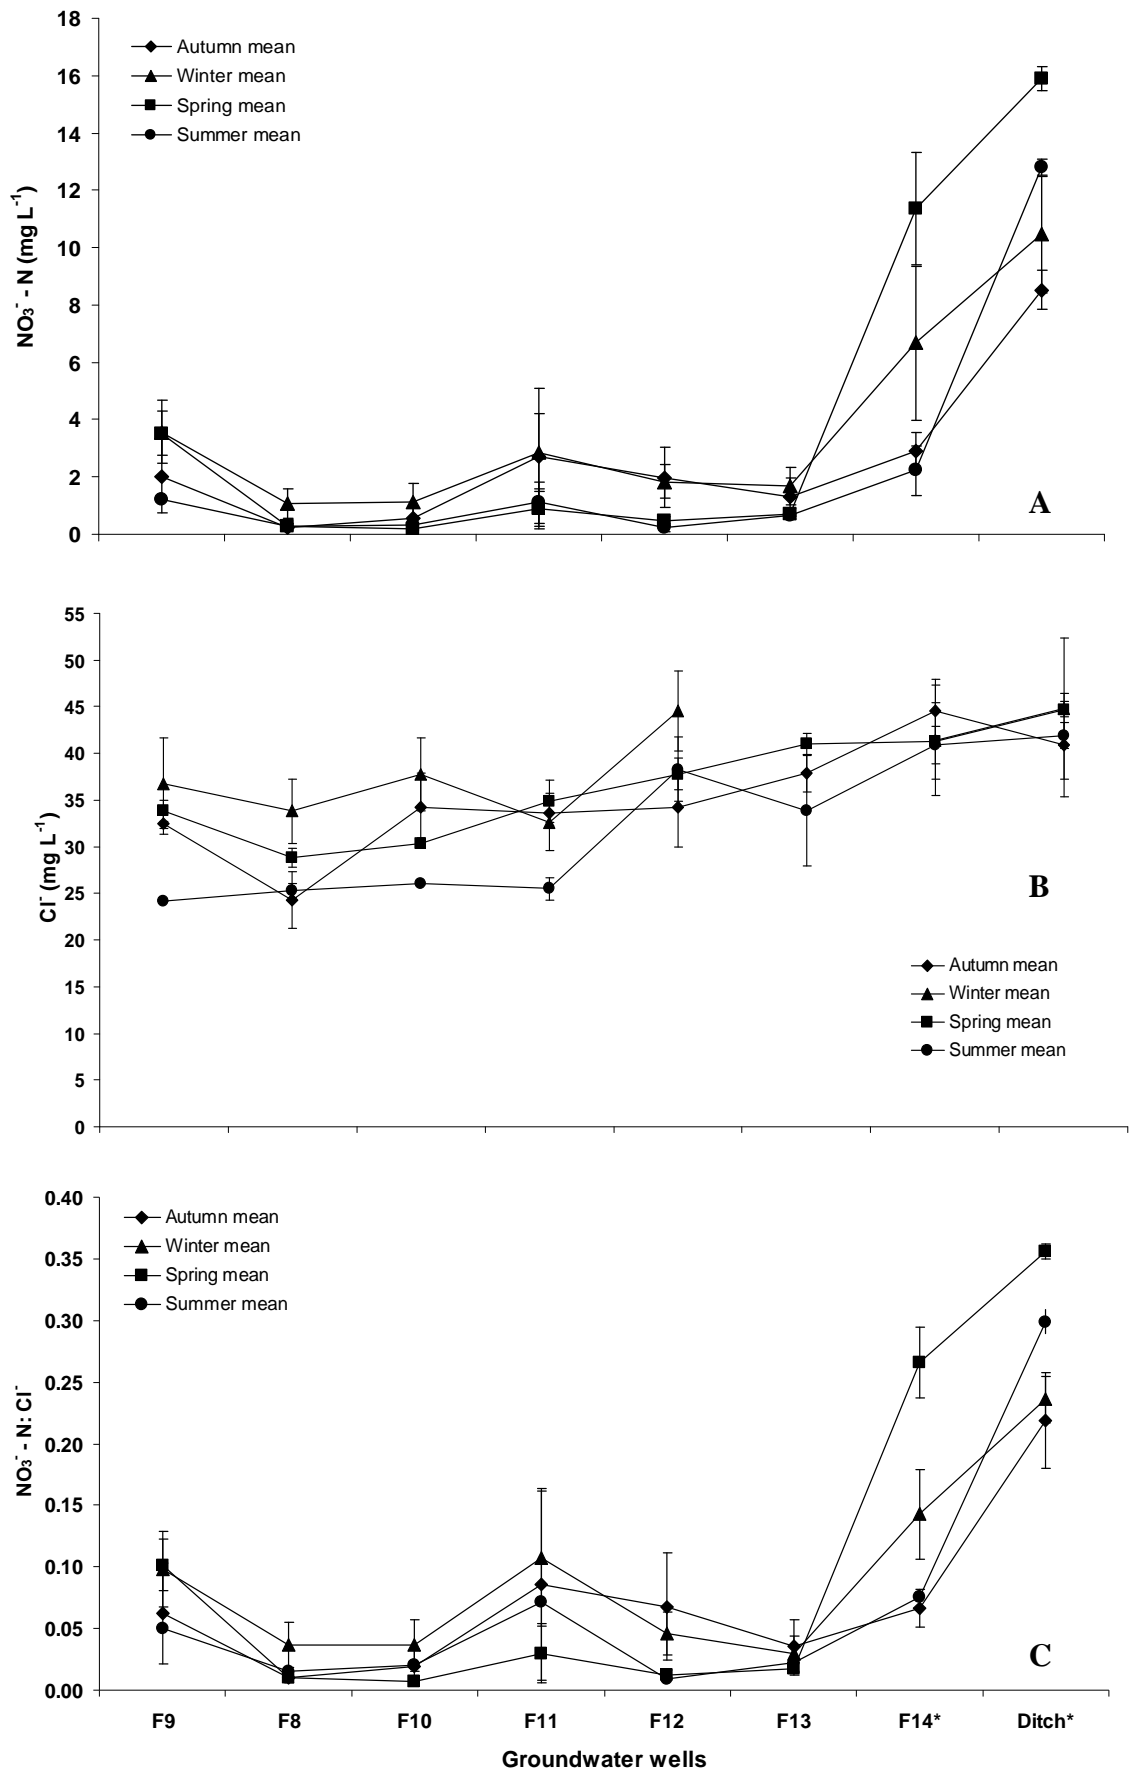 18
16
14
12
10
8
6
4
2
0
NO₃⁻ - N (mg L⁻¹)
Autumn mean
Winter mean
Spring mean
Summer mean
A
55
50
45
40
35
30
25
20
15
10
5
0
Cl⁻ (mg L⁻¹)
B
Autumn mean
Winter mean
Spring mean
Summer mean
0.40
0.35
0.30
0.25
0.20
0.15
0.10
0.05
0.00
NO₃⁻ - N: Cl⁻
Autumn mean
Winter mean
Spring mean
Summer mean
C
F9 F8 F10 F11 F12 F13 F14* Ditch*
Groundwater wells